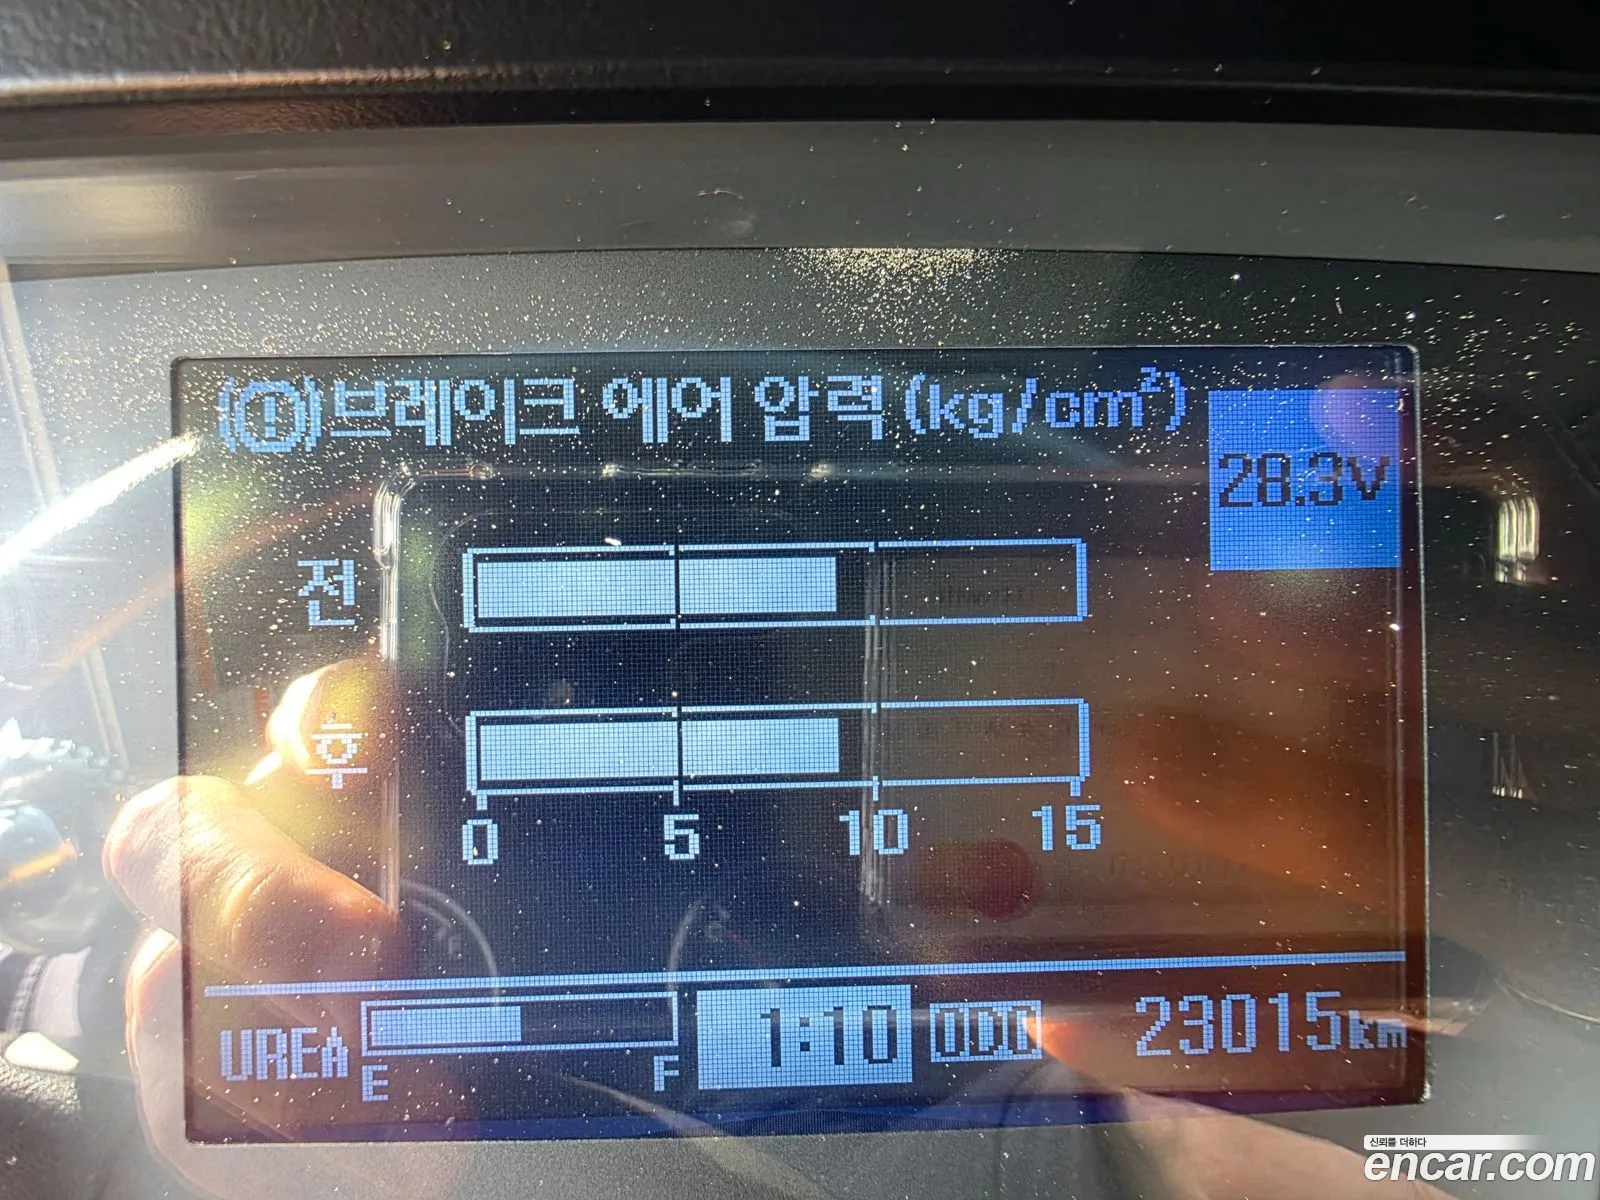 (!)브레이크 에어 압력(kg/cm²)
28.3V
전
후
0 5 10 15
UREA E F 1:10 ODO 23015km
신뢰를 더하다
encar.com